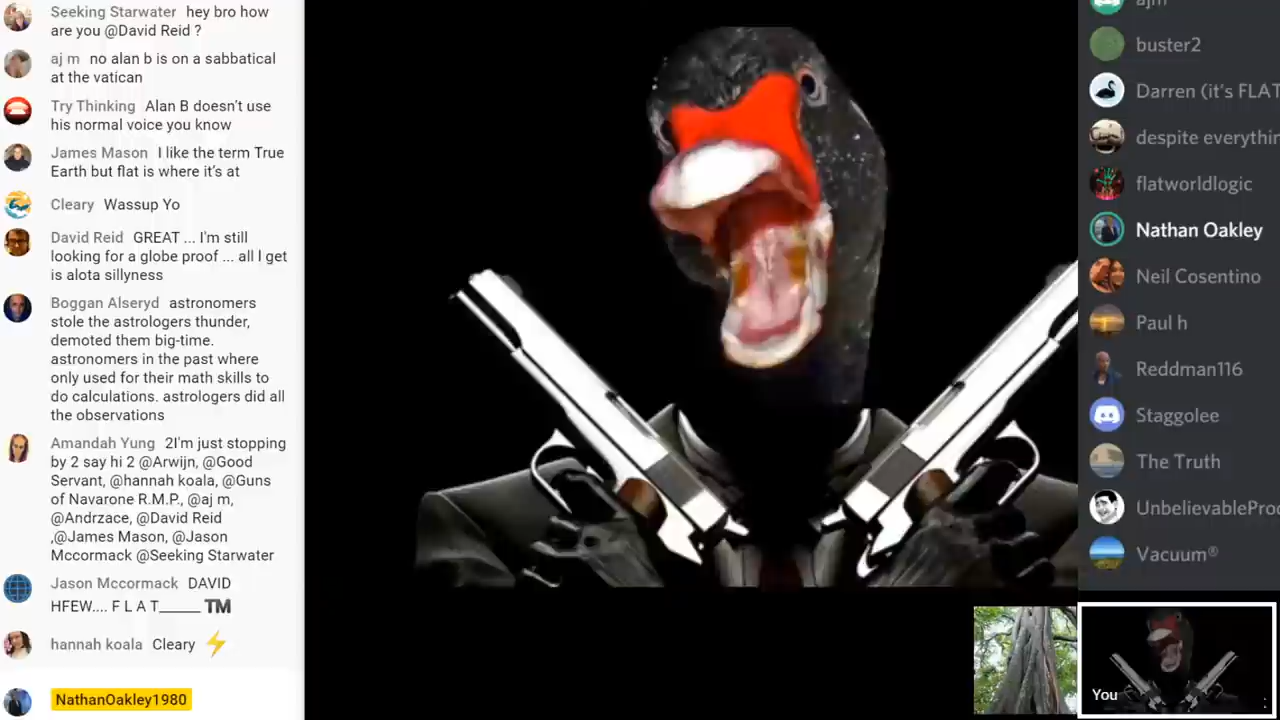 Seeking Starwater hey bro how
are you @David Reid ?
aj m no alan b is on a sabbatical
at the vatican
Try Thinking Alan B doesn't use
his normal voice you know
James Mason I like the term True
Earth but flat is where it's at
Cleary Wassup Yo
David Reid GREAT ... I'm still
looking for a globe proof ... all I get
is alota sillyness
Boggan Alseryd astronomers
stole the astrologers thunder,
demoted them big-time.
astronomers in the past where
only used for their math skills to
do calculations. astrologers did all
the observations
Amandah Yung 2I'm just stopping
by 2 say hi 2 @Arwijn, @Good
Servant, @hannah koala, @Guns
of Navarone R.M.P., @aj m,
@Andrzace, @David Reid
,@James Mason, @Jason
Mccormack @Seeking Starwater
Jason Mccormack DAVID
HFEW.... F L A T_____ ™
hannah koala Cleary ⚡
NathanOakley1980
ajm
buster2
Darren (it's FLAT
despite everythin
flatworldlogic
Nathan Oakley
Neil Cosentino
Paul h
Reddman116
Staggolee
The Truth
UnbelievableProd
Vacuum®
You